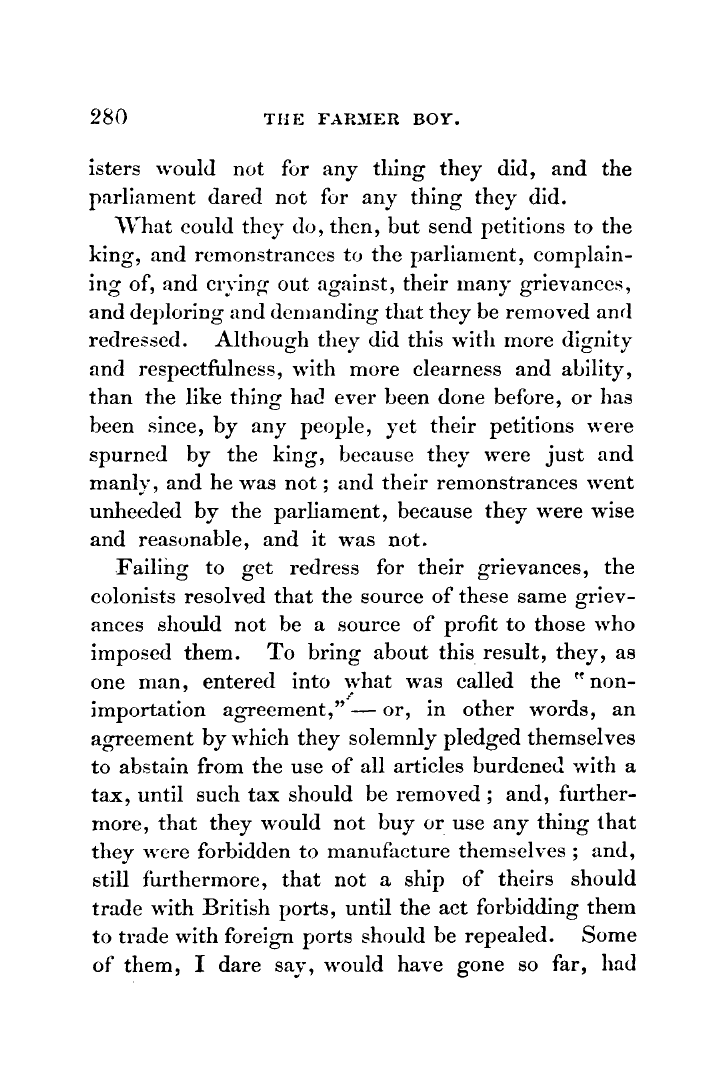 280 THE FARMER BOY.
isters would not for any thing they did, and the
parliament dared not for any thing they did.
What could they do, then, but send petitions to the
king, and remonstrances to the parliament, complain-
ing of, and crying out against, their many grievances,
and deploring and demanding that they be removed and
redressed. Although they did this with more dignity
and respectfulness, with more clearness and ability,
than the like thing had ever been done before, or has
been since, by any people, yet their petitions were
spurned by the king, because they were just and
manly, and he was not; and their remonstrances went
unheeded by the parliament, because they were wise
and reasonable, and it was not.
Failing to get redress for their grievances, the
colonists resolved that the source of these same griev-
ances should not be a source of profit to those who
imposed them. To bring about this result, they, as
one man, entered into what was called the "non-
importation agreement,"— or, in other words, an
agreement by which they solemnly pledged themselves
to abstain from the use of all articles burdened with a
tax, until such tax should be removed; and, further-
more, that they would not buy or use any thing that
they were forbidden to manufacture themselves; and,
still furthermore, that not a ship of theirs should
trade with British ports, until the act forbidding them
to trade with foreign ports should be repealed. Some
of them, I dare say, would have gone so far, had